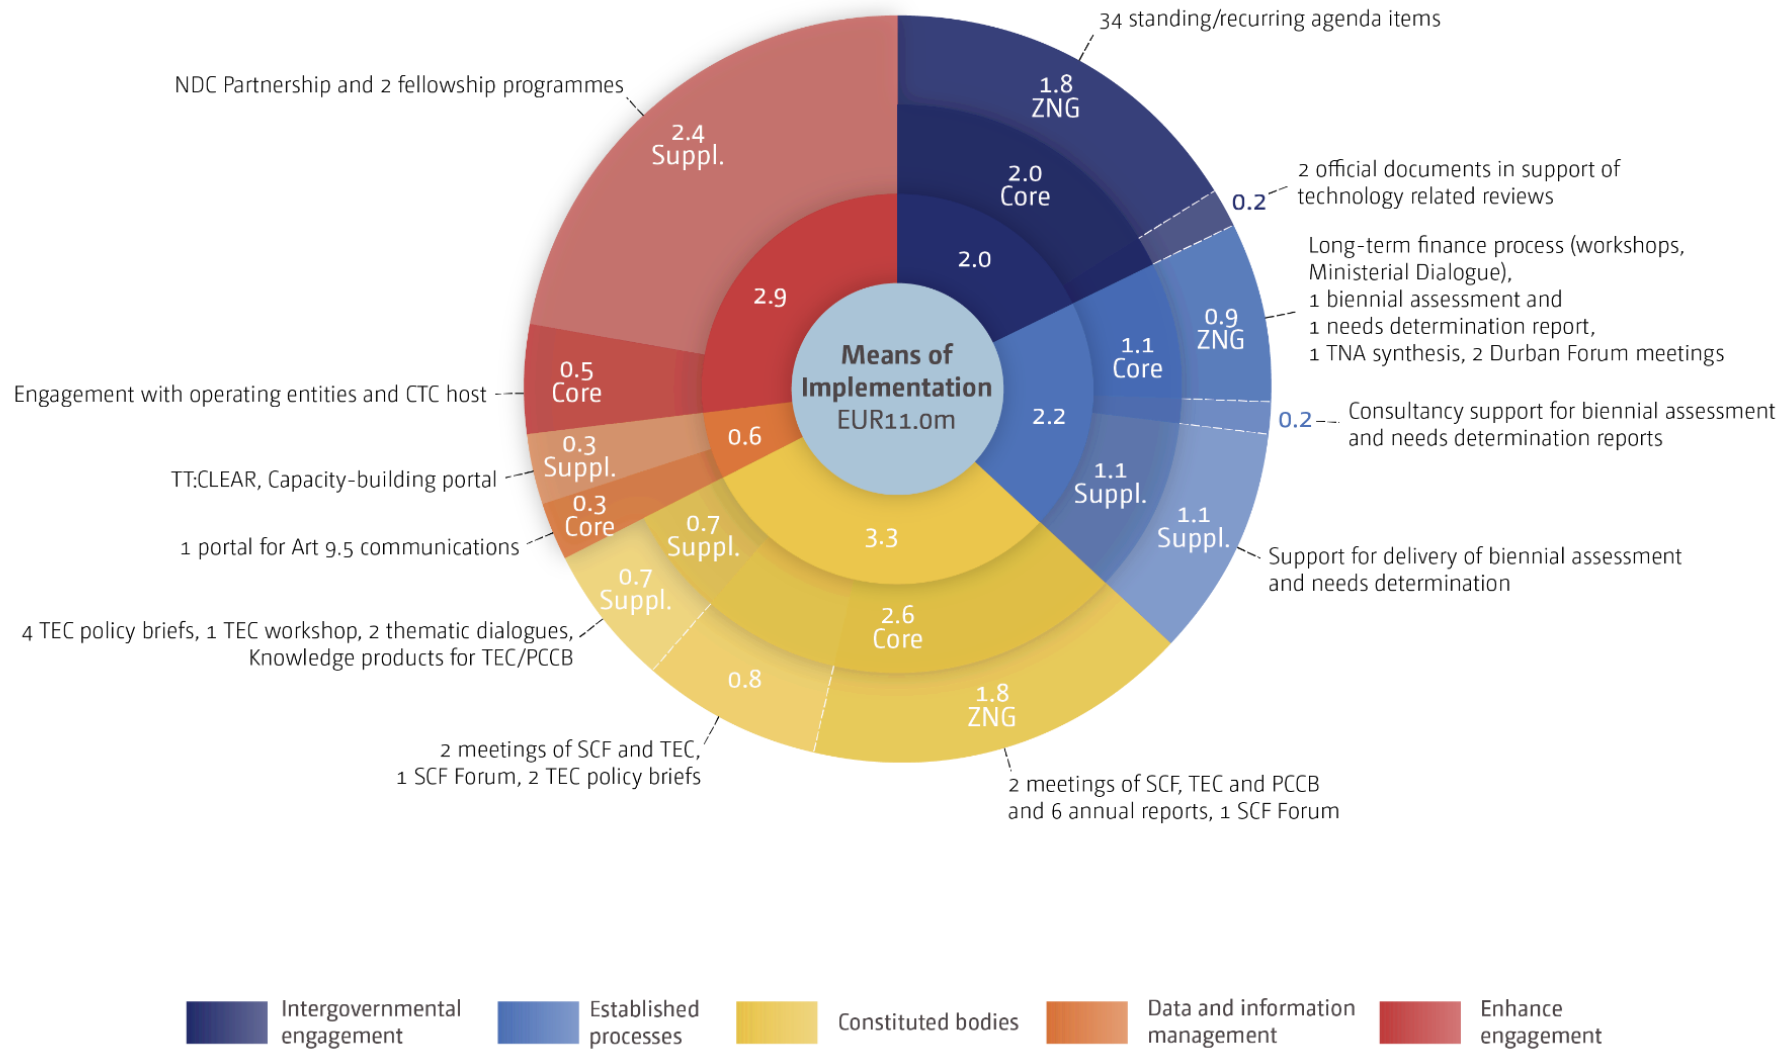 34 standing/recurring agenda items
1.8
ZNG
NDC Partnership and 2 fellowship programmes
2.4
Suppl.
2.0
Core
2 official documents in support of
technology related reviews
0.2
2.0
Long-term finance process (workshops,
Ministerial Dialogue),
1 biennial assessment and
1 needs determination report,
1 TNA synthesis, 2 Durban Forum meetings
2.9
0.9
ZNG
1.1
Core
Means of
Implementation
EUR11.0m
0.5
Core
Engagement with operating entities and CTC host
2.2
0.2
Consultancy support for biennial assessment
and needs determination reports
0.6
0.3
Suppl.
TT:CLEAR, Capacity-building portal
1.1
Suppl.
0.3
Core
1 portal for Art 9.5 communications
1.1
Suppl.
0.7
Suppl.
3.3
Support for delivery of biennial assessment
and needs determination
0.7
Suppl.
2.6
Core
4 TEC policy briefs, 1 TEC workshop, 2 thematic dialogues,
Knowledge products for TEC/PCCB
0.8
1.8
ZNG
2 meetings of SCF and TEC,
1 SCF Forum, 2 TEC policy briefs
2 meetings of SCF, TEC and PCCB
and 6 annual reports, 1 SCF Forum
Intergovernmental
engagement
Established
processes
Constituted bodies
Data and information
management
Enhance
engagement